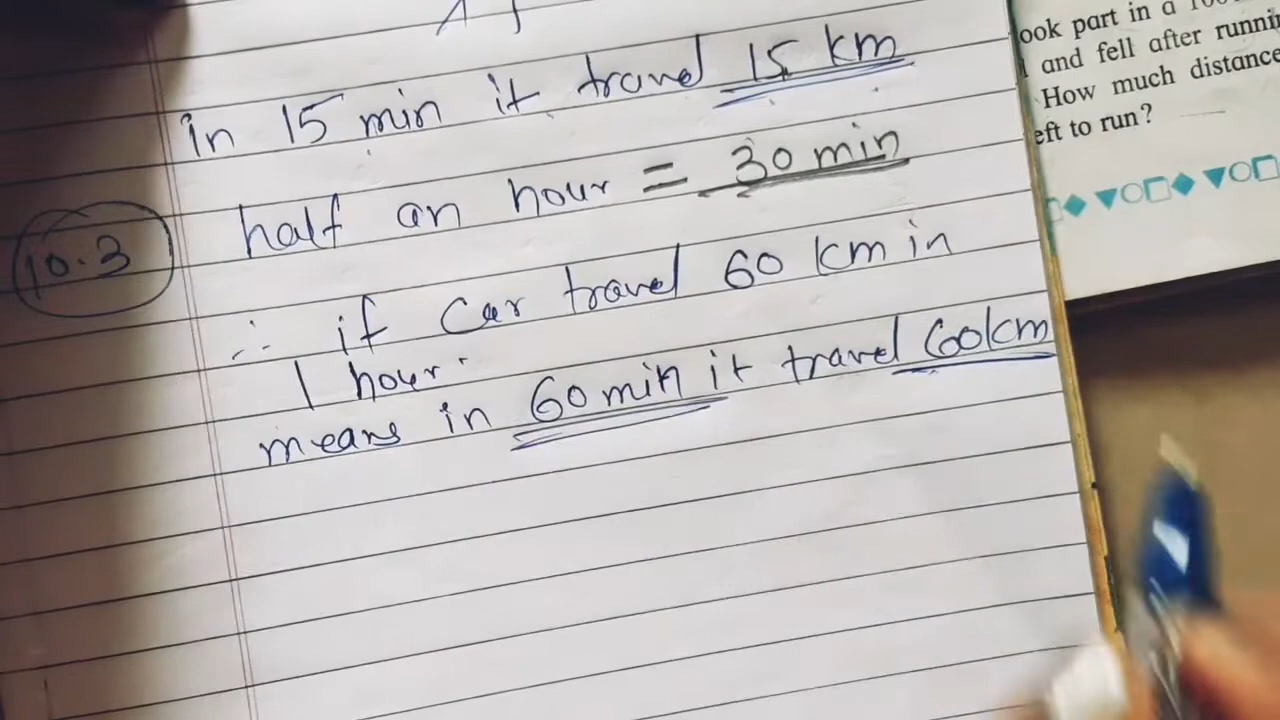 in 15 min it travel 15 km
half an hour = 30 min
10.3
∴ if Car travel 60 km in
1 hour
means in 60 min it travel 60km
ook part in a
and fell after runni
How much distance
eft to run?